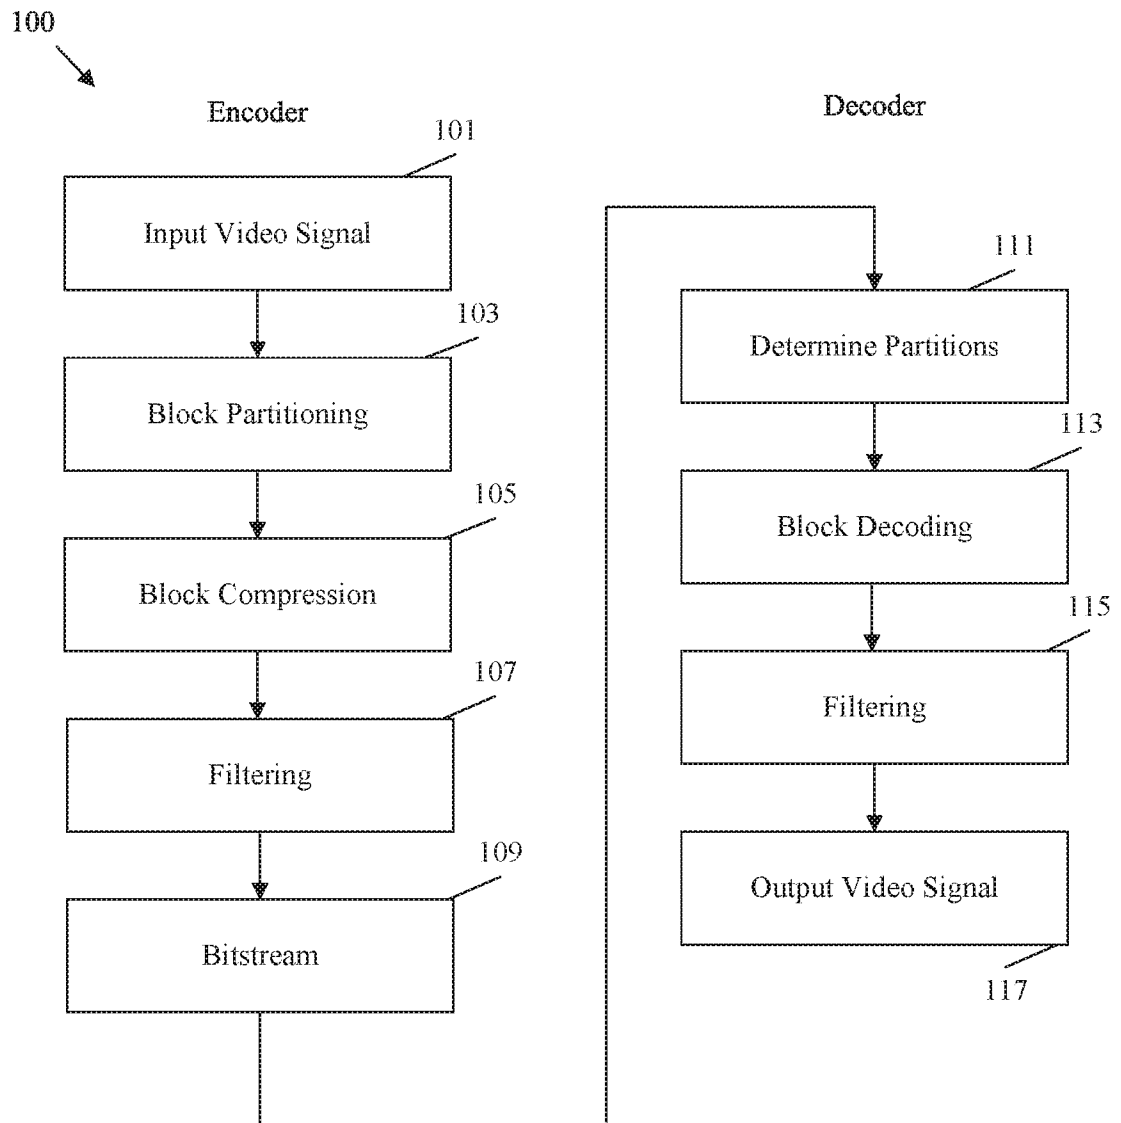 100
Encoder
101
Input Video Signal
103
Block Partitioning
105
Block Compression
107
Filtering
109
Bitstream
Decoder
111
Determine Partitions
113
Block Decoding
115
Filtering
Output Video Signal
117